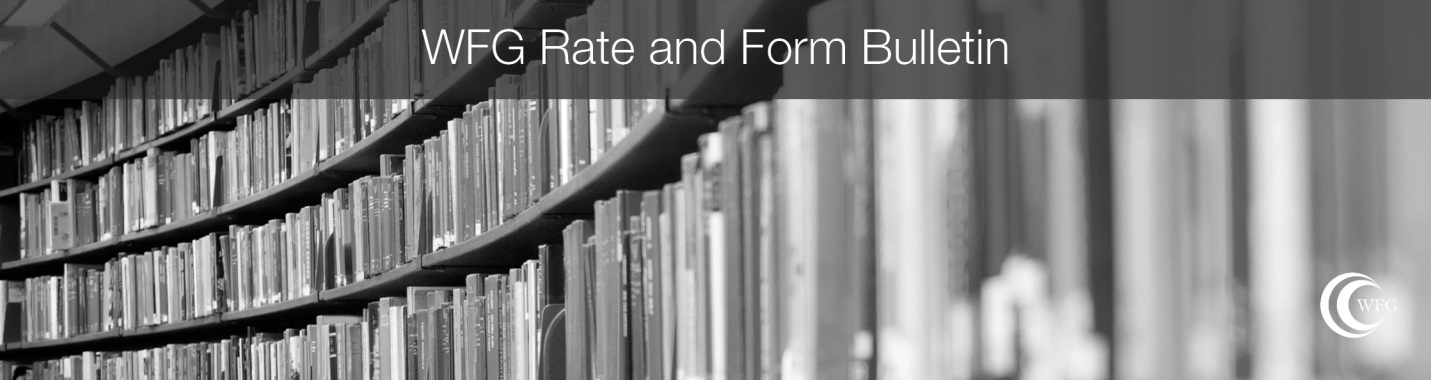 WFG Rate and Form Bulletin
WFG